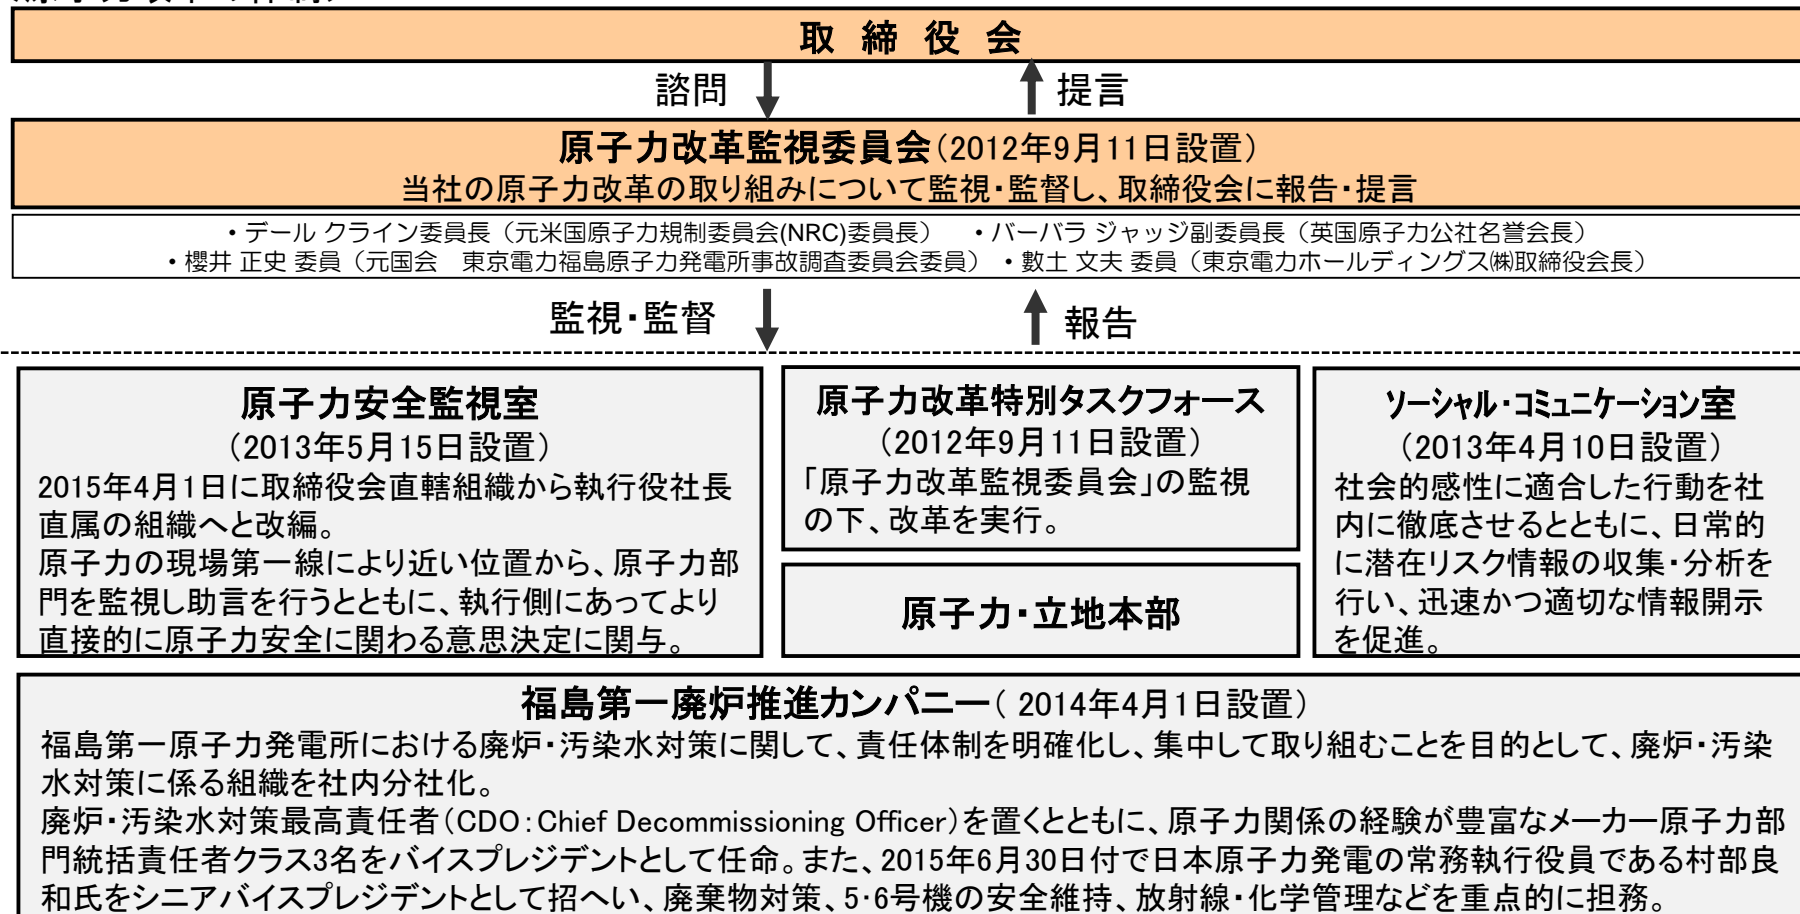 取 締 役 会
諮問 提言
原子力改革監視委員会(2012年9月11日設置)
当社の原子力改革の取り組みについて監視・監督し、取締役会に報告・提言
・デール クライン委員長（元米国原子力規制委員会(NRC)委員長） ・バーバラ ジャッジ副委員長（英国原子力公社名誉会長）
・櫻井 正史 委員（元国会　東京電力福島原子力発電所事故調査委員会委員） ・數土 文夫 委員（東京電力ホールディングス㈱取締役会長）
監視・監督 報告
原子力安全監視室
（2013年5月15日設置）
2015年4月1日に取締役会直轄組織から執行役社長
直属の組織へと改編。
原子力の現場第一線により近い位置から、原子力部
門を監視し助言を行うとともに、執行側にあってより
直接的に原子力安全に関わる意思決定に関与。
原子力改革特別タスクフォース
（2012年9月11日設置）
「原子力改革監視委員会」の監視
の下、改革を実行。
原子力・立地本部
ソーシャル・コミュニケーション室
（2013年4月10日設置）
社会的感性に適合した行動を社
内に徹底させるとともに、日常的
に潜在リスク情報の収集・分析を
行い、迅速かつ適切な情報開示
を促進。
福島第一廃炉推進カンパニー（ 2014年4月1日設置）
福島第一原子力発電所における廃炉・汚染水対策に関して、責任体制を明確化し、集中して取り組むことを目的として、廃炉・汚染
水対策に係る組織を社内分社化。
廃炉・汚染水対策最高責任者（CDO：Chief Decommissioning Officer）を置くとともに、原子力関係の経験が豊富なメーカー原子力部
門統括責任者クラス3名をバイスプレジデントとして任命。また、2015年6月30日付で日本原子力発電の常務執行役員である村部良
和氏をシニアバイスプレジデントとして招へい、廃棄物対策、5・6号機の安全維持、放射線・化学管理などを重点的に担務。